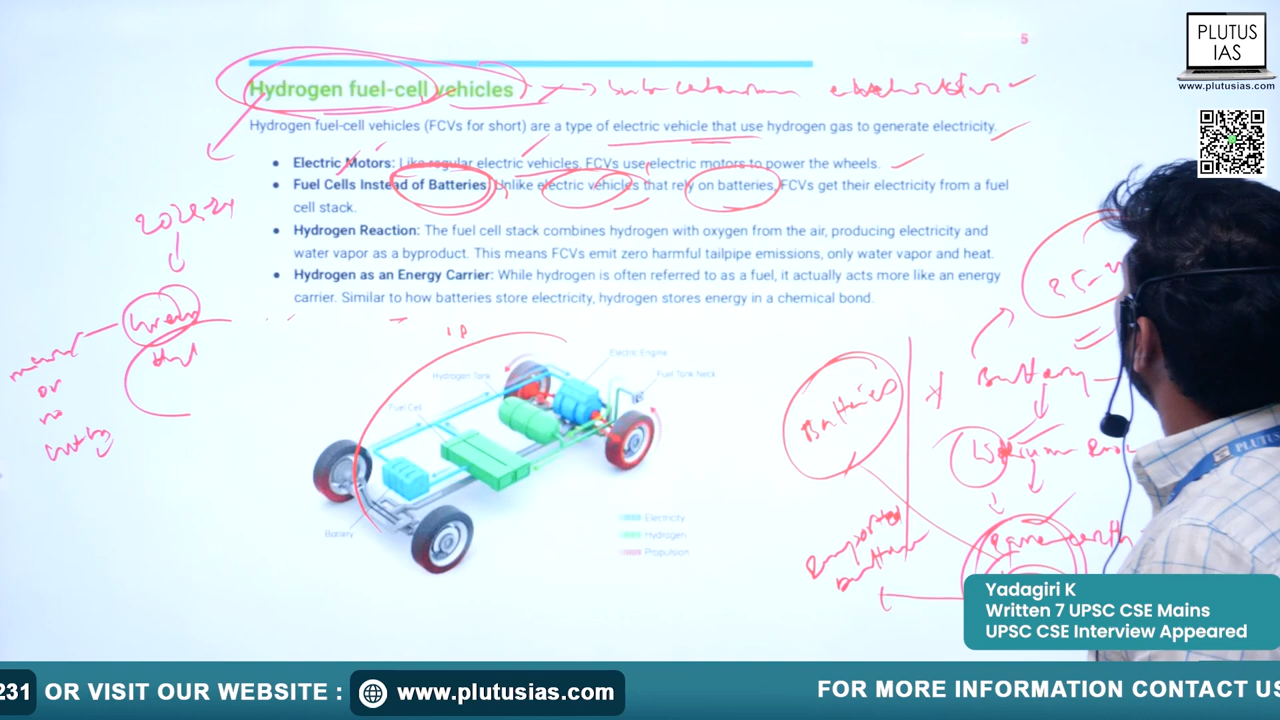 5
PLUTUS
IAS
www.plutusias.com
Hydrogen fuel-cell vehicles
Hydrogen fuel-cell vehicles (FCVs for short) are a type of electric vehicle that use hydrogen gas to generate electricity.
• Electric Motors: Like regular electric vehicles, FCVs use electric motors to power the wheels.
• Fuel Cells Instead of Batteries: Unlike electric vehicles that rely on batteries, FCVs get their electricity from a fuel
cell stack.
• Hydrogen Reaction: The fuel cell stack combines hydrogen with oxygen from the air, producing electricity and
water vapor as a byproduct. This means FCVs emit zero harmful tailpipe emissions, only water vapor and heat.
• Hydrogen as an Energy Carrier: While hydrogen is often referred to as a fuel, it actually acts more like an energy
carrier. Similar to how batteries store electricity, hydrogen stores energy in a chemical bond.
Green
or
no
Electric Engine
Hydrogen Tank
Fuel Tank Neck
Fuel Cell
Battery
Electricity
Hydrogen
Propulsion
Batteries
Battery
PLUTUS
Yadagiri K
Written 7 UPSC CSE Mains
UPSC CSE Interview Appeared
231 OR VISIT OUR WEBSITE :
www.plutusias.com
FOR MORE INFORMATION CONTACT US